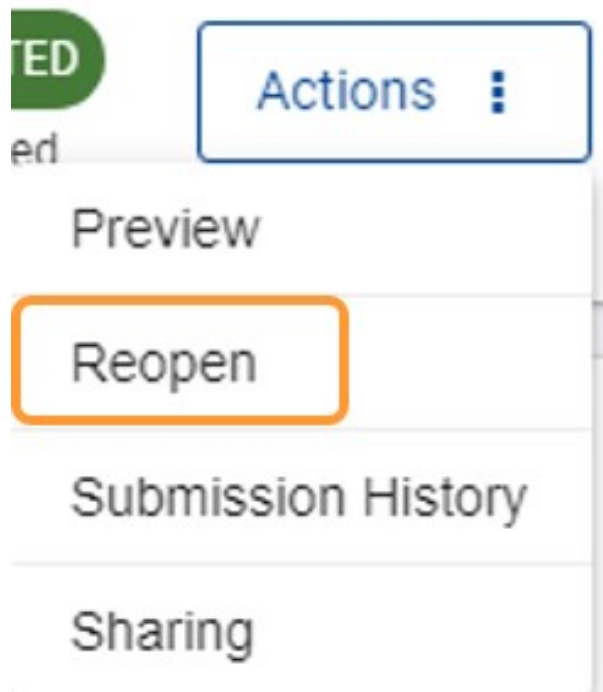 TED
Actions
ed
Preview
Reopen
Submission History
Sharing